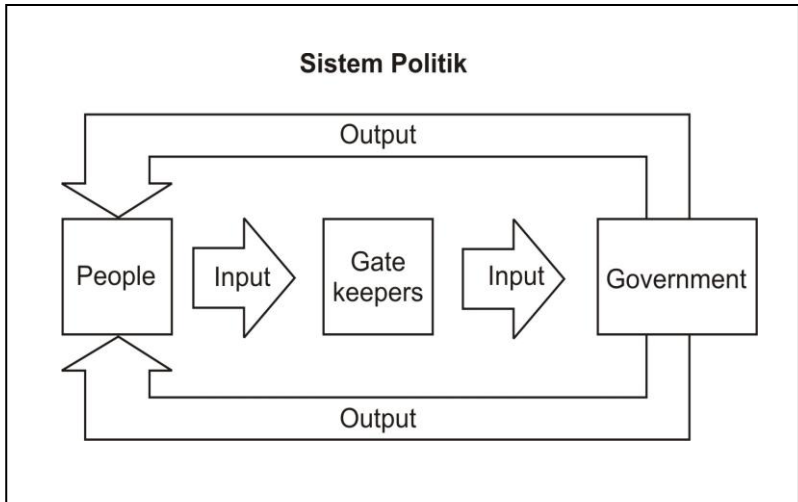 Sistem Politik
Output
People
Input
Gate
keepers
Input
Government
Output